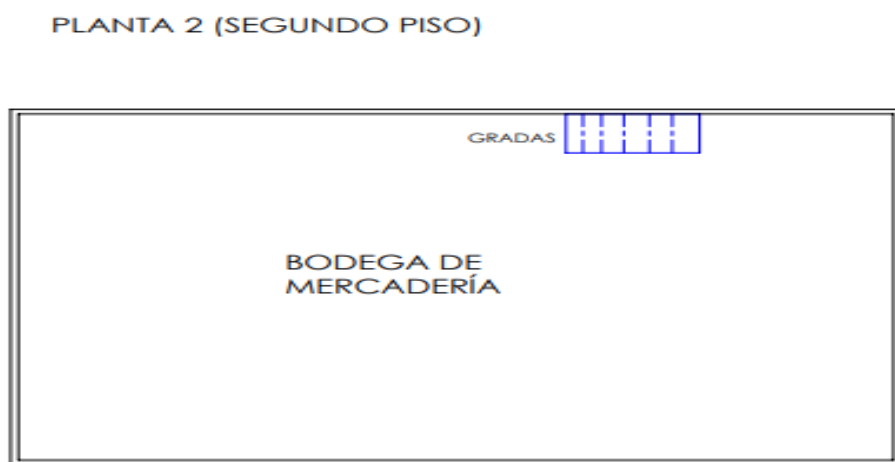 PLANTA 2 (SEGUNDO PISO)
GRADAS
BODEGA DE
MERCADERÍA